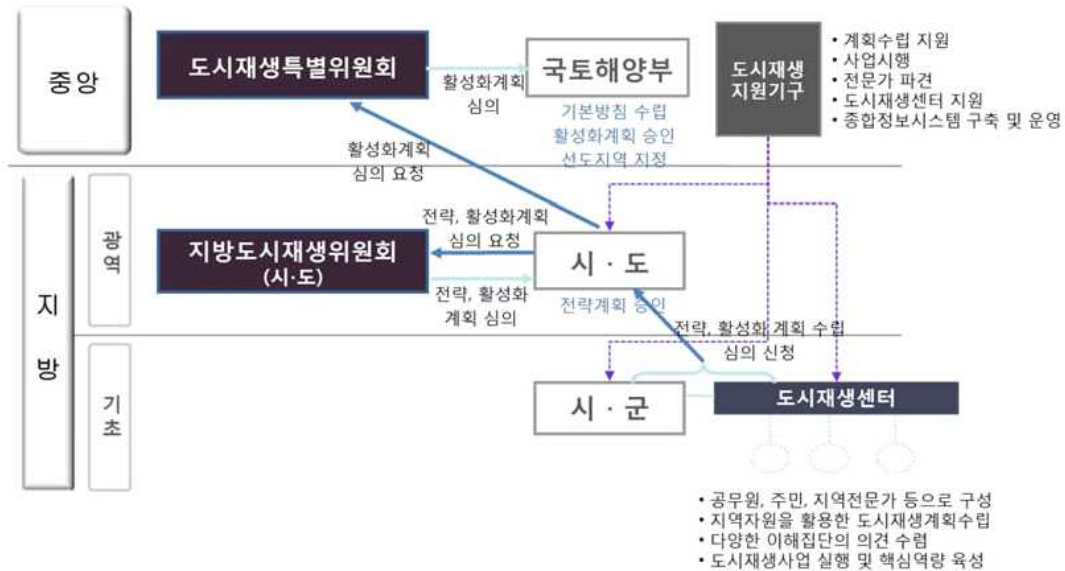 중앙
도시재생특별위원회
활성화계획
심의
국토해양부
기본방침 수립
활성화계획 승인
선도지역 지정
도시재생
지원기구
• 계획수립 지원
• 사업시행
• 전문가 파견
• 도시재생센터 지원
• 종합정보시스템 구축 및 운영
활성화계획
심의 요청
지방
광역
지방도시재생위원회
(시·도)
전략, 활성화계획
심의 요청
전략, 활성화
계획 심의
시 · 도
전략계획 승인
전략, 활성화 계획 수립
심의 신청
기초
시 · 군
도시재생센터
• 공무원, 주민, 지역전문가 등으로 구성
• 지역자원을 활용한 도시재생계획수립
• 다양한 이해집단의 의견 수렴
• 도시재생사업 실행 및 핵심역량 육성